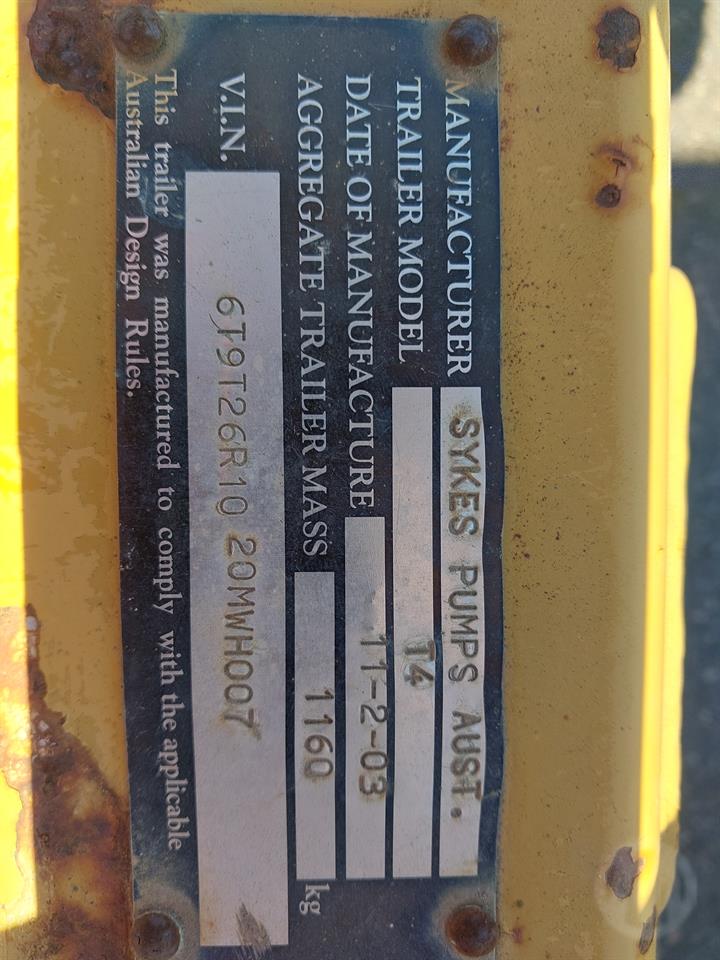 MANUFACTURER SYKES PUMPS AUST.
TRAILER MODEL T4
DATE OF MANUFACTURE 11-2-03
AGGREGATE TRAILER MASS 1160 kg
V.I.N. 6T9T26R10 20MWH007
This trailer was manufactured to comply with the applicable
Australian Design Rules.